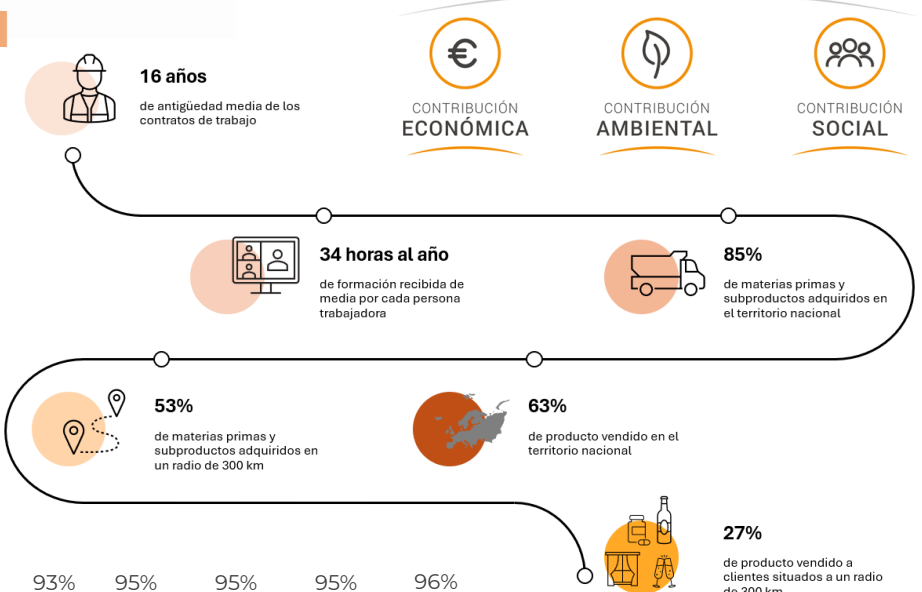 16 años
de antigüedad media de los
contratos de trabajo
€
CONTRIBUCIÓN
ECONÓMICA
CONTRIBUCIÓN
AMBIENTAL
CONTRIBUCIÓN
SOCIAL
34 horas al año
de formación recibida de
media por cada persona
trabajadora
85%
de materias primas y
subproductos adquiridos en
el territorio nacional
53%
de materias primas y
subproductos adquiridos en
un radio de 300 km
63%
de producto vendido en el
territorio nacional
27%
de producto vendido a
clientes situados a un radio
de 300 km
93% 95% 95% 95% 96%